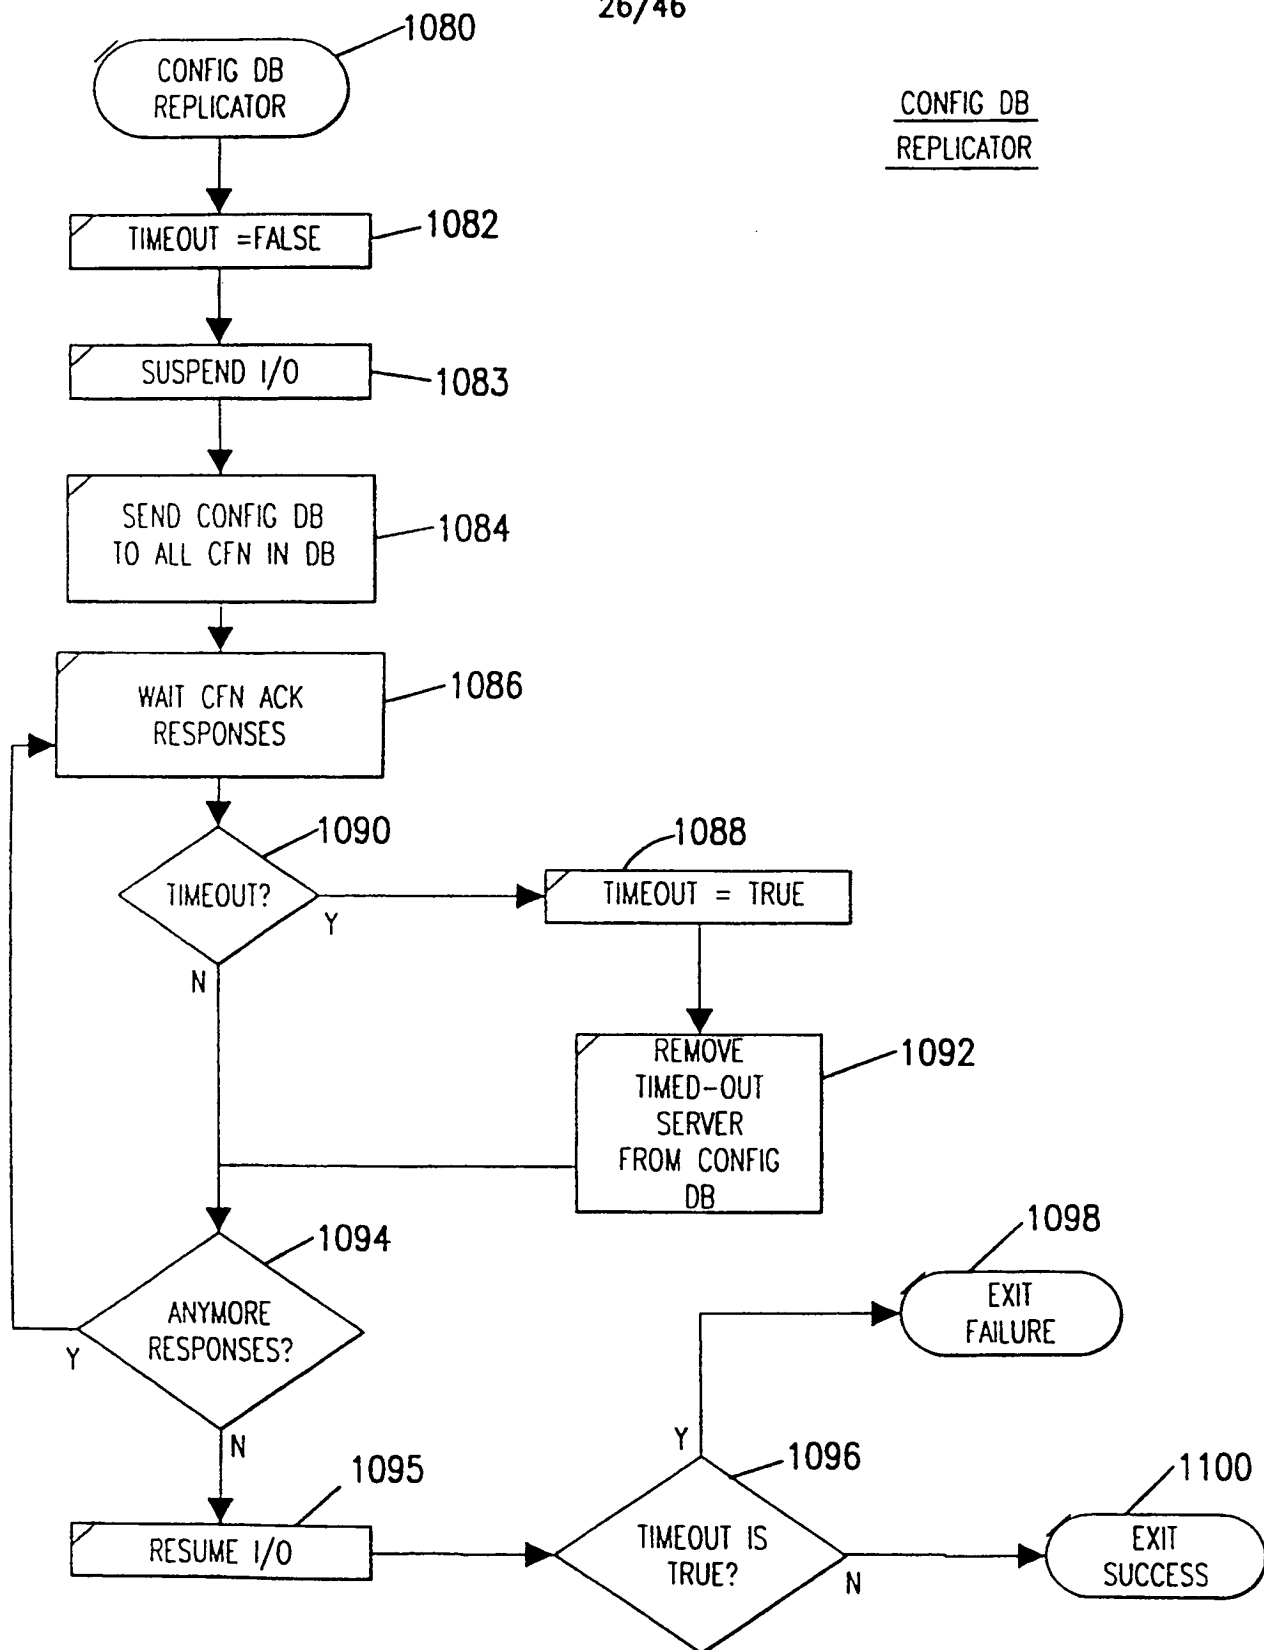 26/46
1080
CONFIG DB
REPLICATOR
CONFIG DB
REPLICATOR
1082
TIMEOUT =FALSE
SUSPEND I/O
1083
SEND CONFIG DB
TO ALL CFN IN DB
1084
WAIT CFN ACK
RESPONSES
1086
1090
TIMEOUT?
Y
N
1088
TIMEOUT = TRUE
REMOVE
TIMED-OUT
SERVER
FROM CONFIG
DB
1092
1094
ANYMORE
RESPONSES?
Y
N
1095
RESUME I/O
1096
TIMEOUT IS
TRUE?
Y
N
1098
EXIT
FAILURE
1100
EXIT
SUCCESS